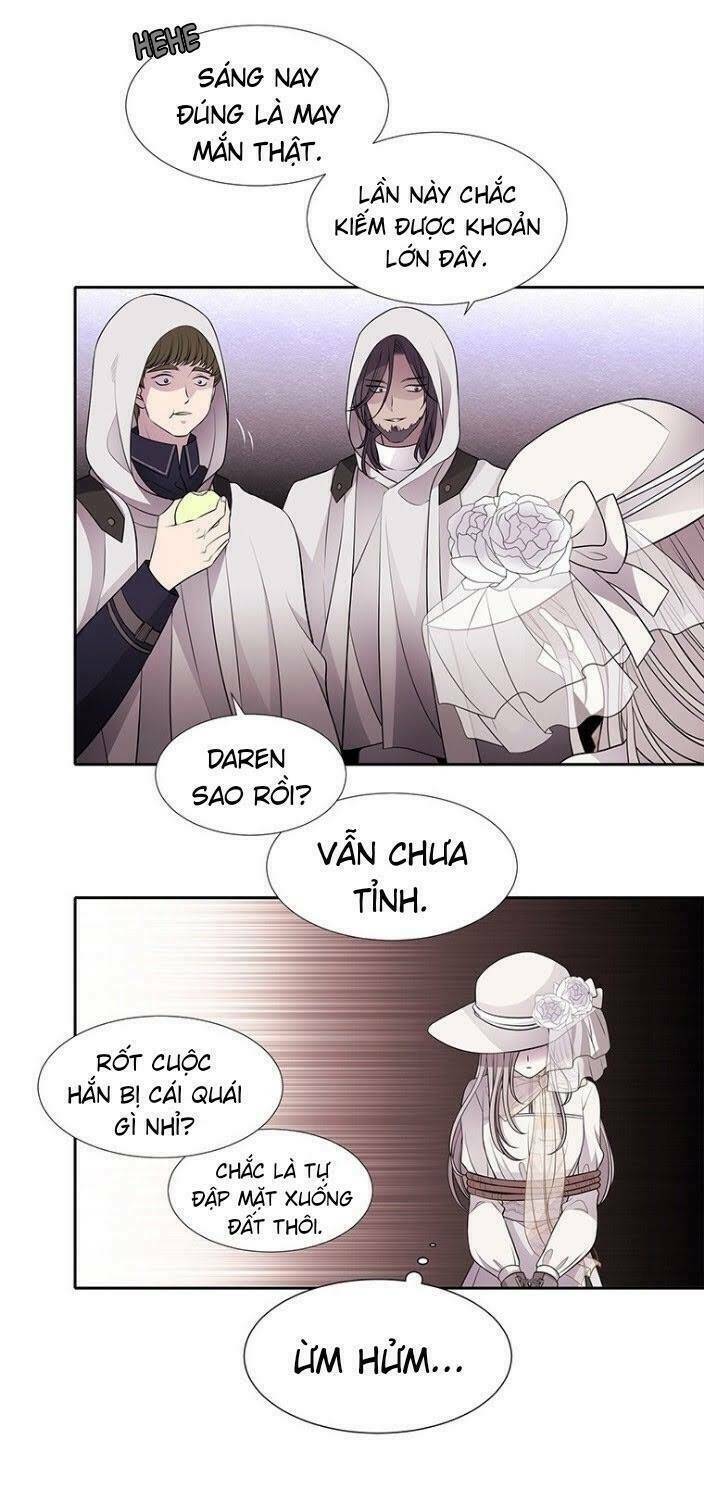 HEHE
SÁNG NAY
ĐÚNG LÀ MAY
MẮN THẬT.
LẦN NÀY CHẮC
KIẾM ĐƯỢC KHOẢN
LỚN ĐÂY.
DAREN
SAO RỒI?
VẪN CHƯA
TỈNH.
RỐT CUỘC
HẮN BỊ CÁI QUÁI
GÌ NHỈ?
CHẮC LÀ TỰ
ĐẬP MẶT XUỐNG
ĐẤT THÔI.
ỪM HỬM...